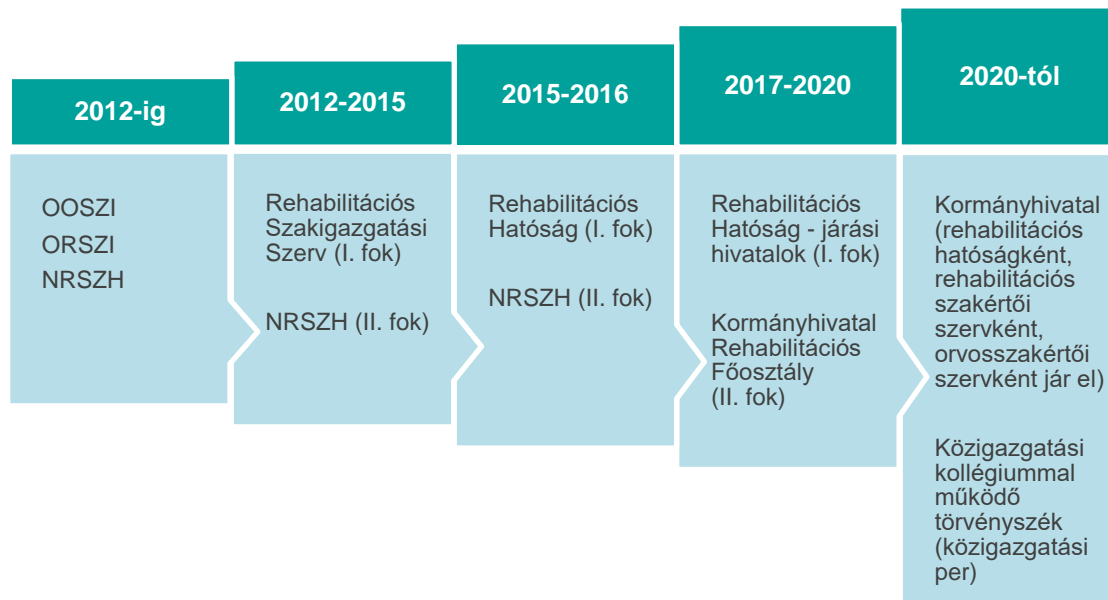 2012-ig
OOSZI
ORSZI
NRSZH
2012-2015
Rehabilitációs
Szakigazgatási
Szerv (I. fok)
NRSZH (II. fok)
2015-2016
Rehabilitációs
Hatóság (I. fok)
NRSZH (II. fok)
2017-2020
Rehabilitációs
Hatóság - járási
hivatalok (I. fok)
Kormányhivatal
Rehabilitációs
Főosztály
(II. fok)
2020-tól
Kormányhivatal
(rehabilitációs
hatóságként,
rehabilitációs
szakértői
szervként,
orvosszakértői
szervként jár el)
Közigazgatási
kollégiummal
működő
törvényszék
(közigazgatási
per)